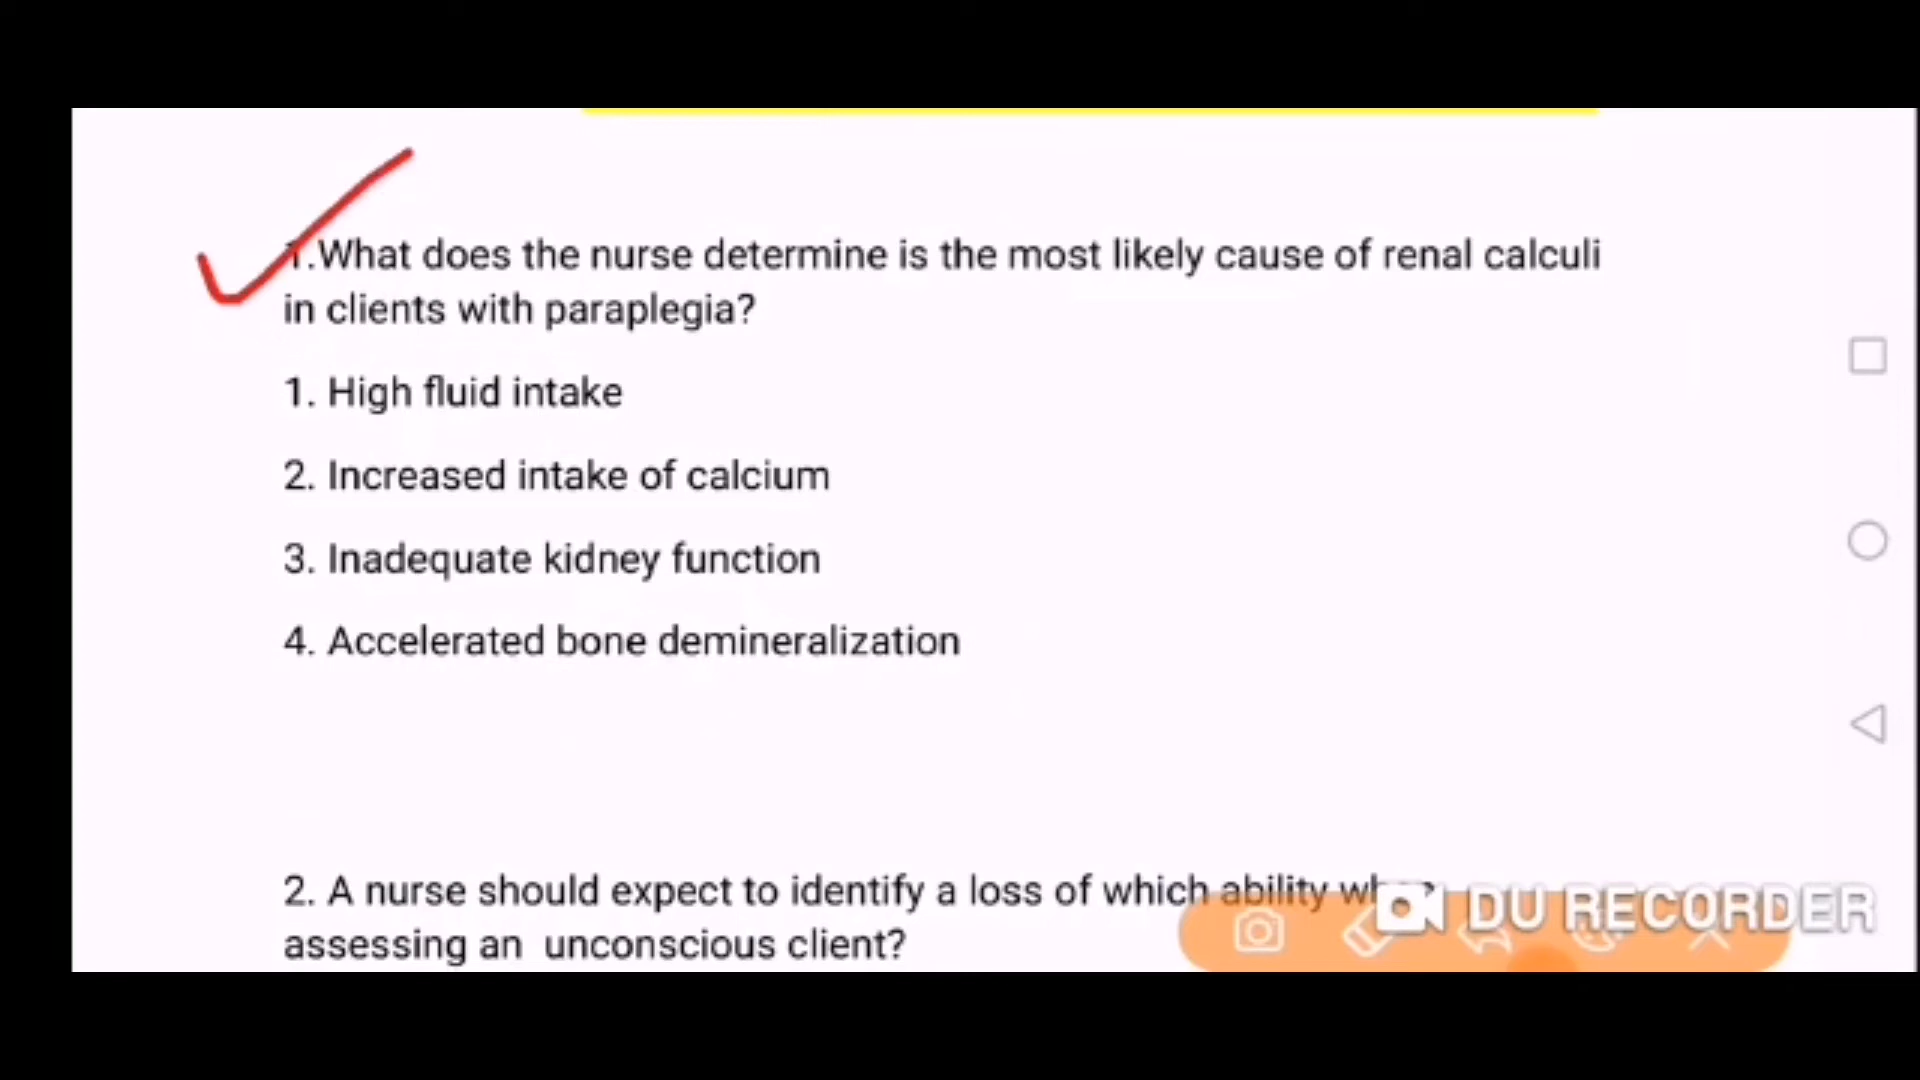 1.What does the nurse determine is the most likely cause of renal calculi
in clients with paraplegia?
1. High fluid intake
2. Increased intake of calcium
3. Inadequate kidney function
4. Accelerated bone demineralization
2. A nurse should expect to identify a loss of which ability
assessing an unconscious client?
DU RECORDER